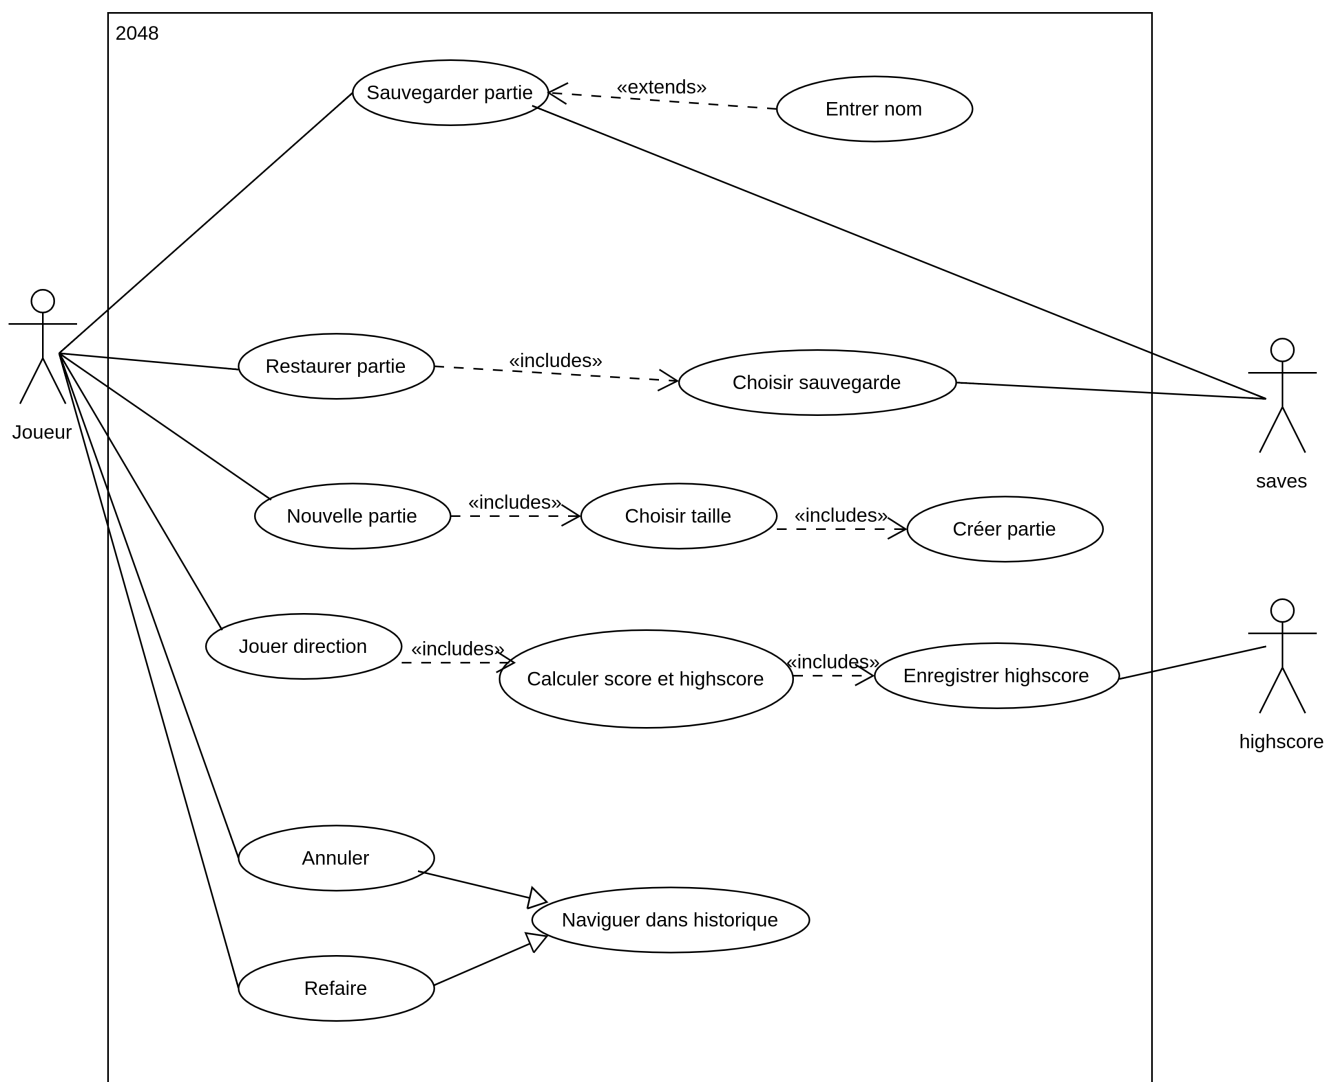 2048
Sauvegarder partie
«extends»
Entrer nom
Joueur
Restaurer partie
«includes»
Choisir sauvegarde
saves
Nouvelle partie
«includes»
Choisir taille
«includes»
Créer partie
Jouer direction
«includes»
Calculer score et highscore
«includes»
Enregistrer highscore
highscore
Annuler
Naviguer dans historique
Refaire